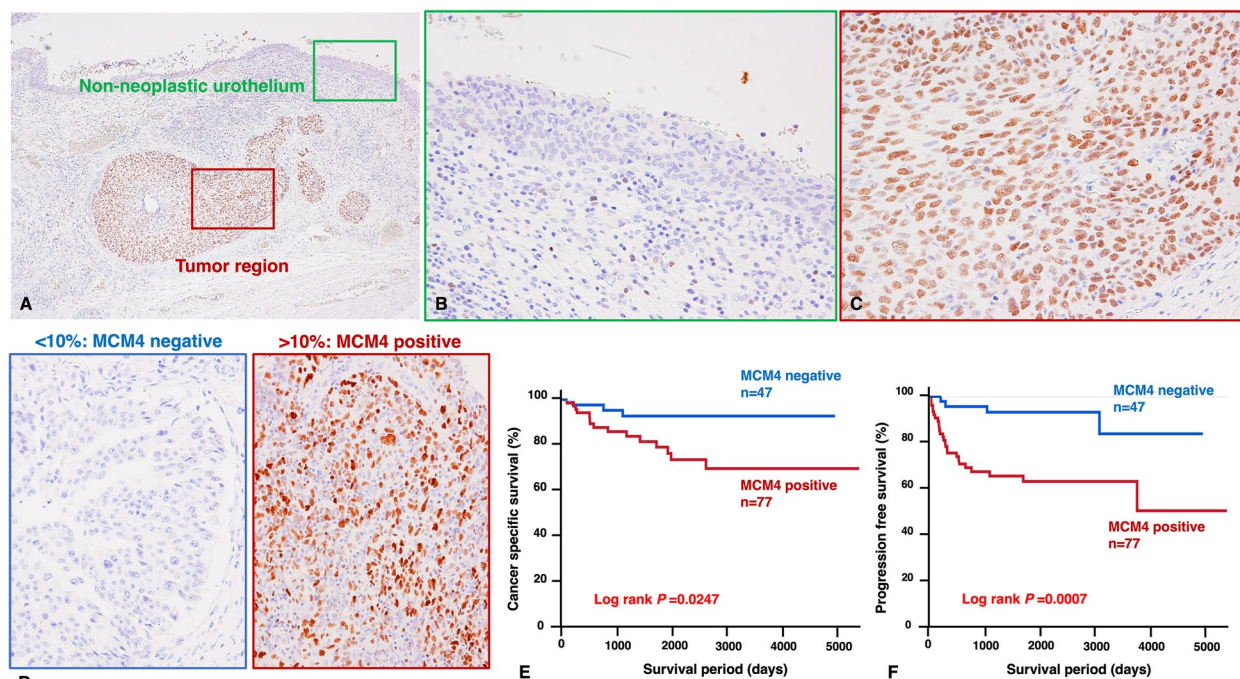 Non-neoplastic urothelium
Tumor region
A
B
C
<10%: MCM4 negative
>10%: MCM4 positive
100
80
60
40
20
0
Cancer specific survival (%)
MCM4 negative
n=47
MCM4 positive
n=77
Log rank P =0.0247
0 1000 2000 3000 4000 5000
Survival period (days)
E
100
80
60
40
20
0
Progression free survival (%)
MCM4 negative
n=47
MCM4 positive
n=77
Log rank P =0.0007
0 1000 2000 3000 4000 5000
Survival period (days)
F